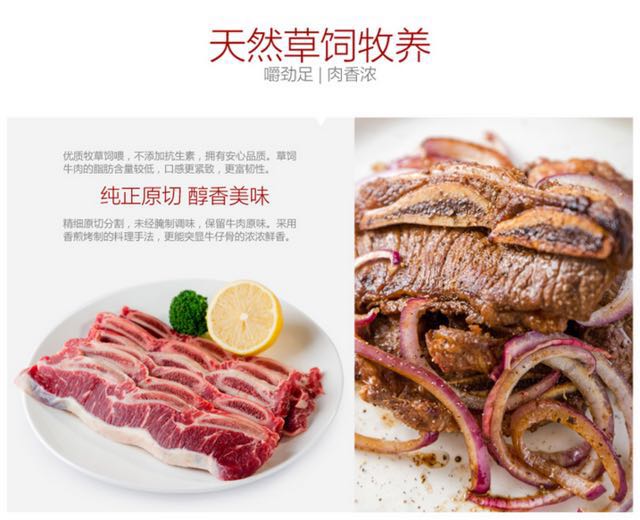 天然草饲牧养
嚼劲足 | 肉香浓
优质牧草饲喂，不添加抗生素，拥有安心品质。草饲
牛肉的脂肪含量较低，口感更紧致，更富韧性。
纯正原切 醇香美味
精细原切分割，未经腌制调味，保留牛肉原味。采用
香煎烤制的料理手法，更能突显牛仔骨的浓浓鲜香。